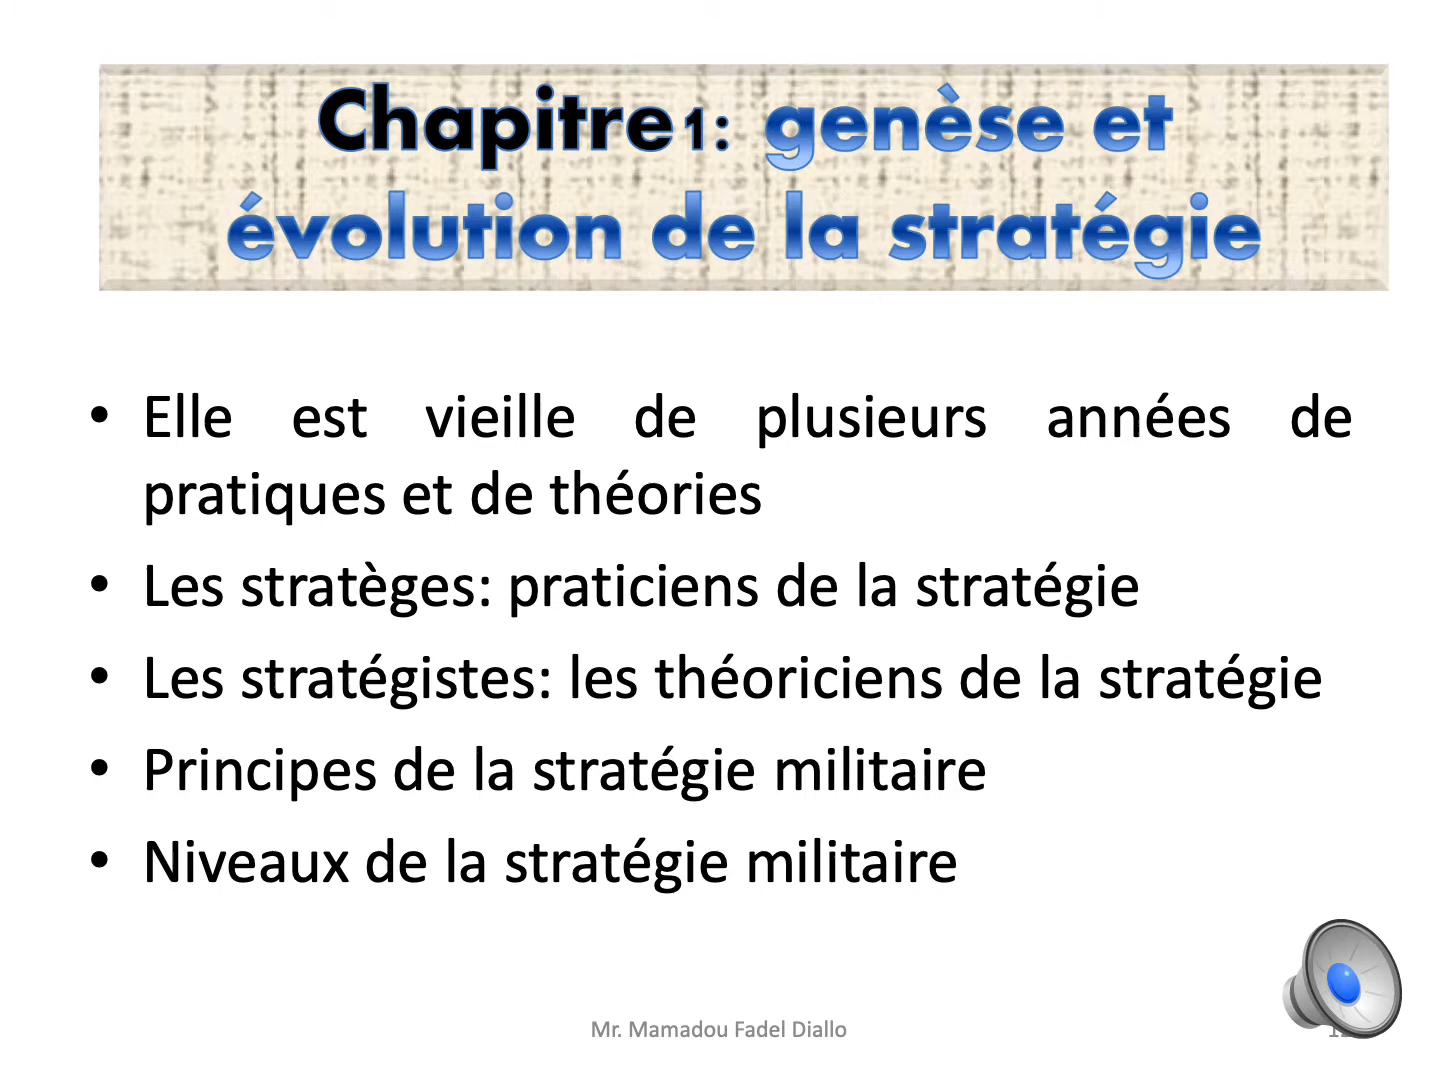 Chapitre1: genèse et
évolution de la stratégie
• Elle est vieille de plusieurs années de
pratiques et de théories
• Les stratèges: praticiens de la stratégie
• Les stratégistes: les théoriciens de la stratégie
• Principes de la stratégie militaire
• Niveaux de la stratégie militaire
Mr. Mamadou Fadel Diallo